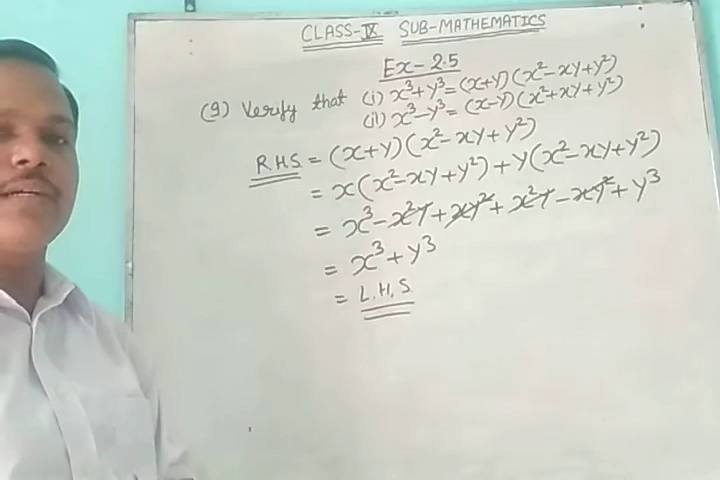 CLASS-IX SUB-MATHEMATICS
Ex-2.5
(9) Verify that (i) x³+y³=(x+y)(x²-xy+y²)
(ii) x³-y³=(x-y)(x²+xy+y²)
R.H.S. = (x+y)(x²-xy+y²)
= x(x²-xy+y²)+y(x²-xy+y²)
= x³-x²y+xy²+x²y-xy²+y³
= x³+y³
= L.H.S.